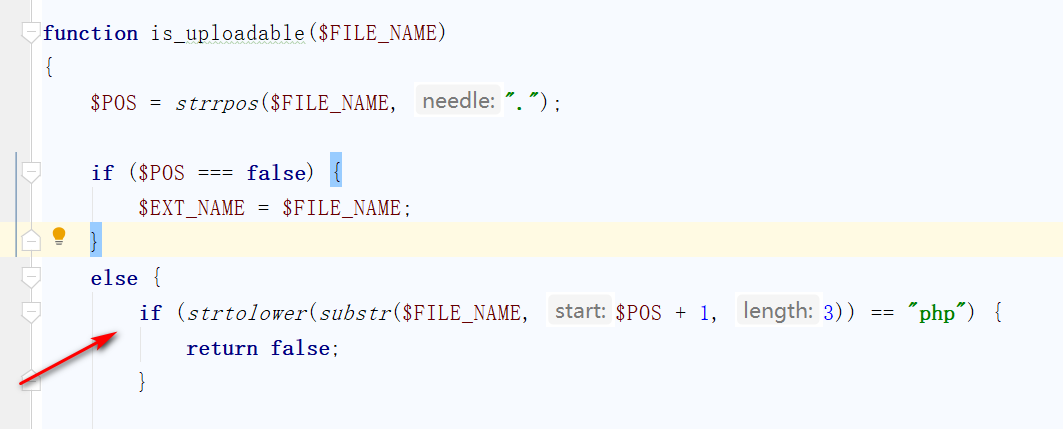 function is_uploadable($FILE_NAME)
{
$POS = strrpos($FILE_NAME, needle: ".");
if ($POS === false) {
$EXT_NAME = $FILE_NAME;
}
else {
if (strtolower(substr($FILE_NAME, start: $POS + 1, length: 3)) == "php") {
return false;
}